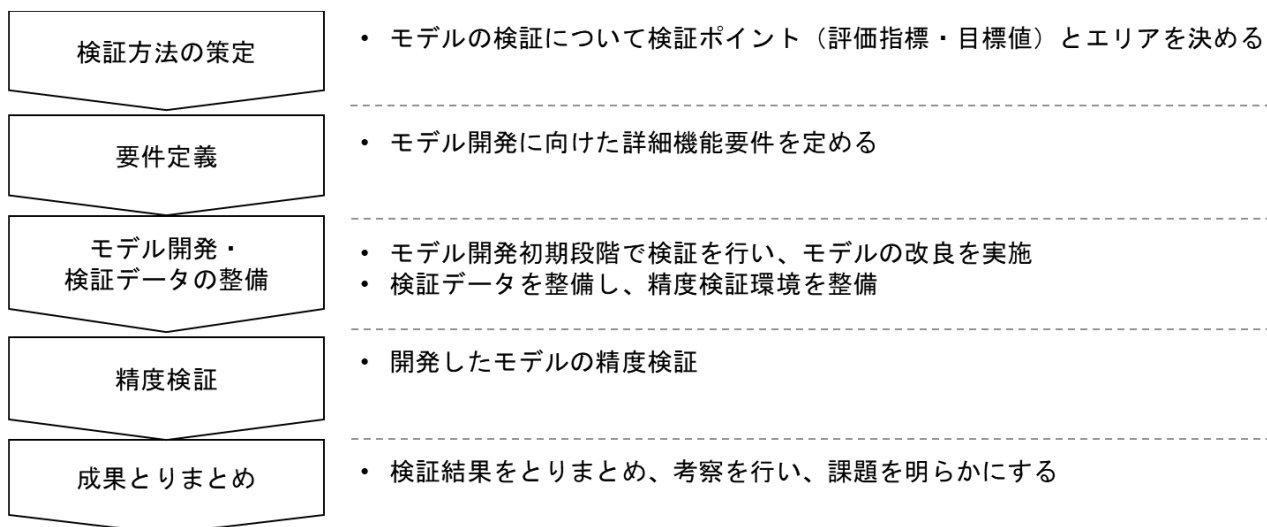 検証方法の策定
• モデルの検証について検証ポイント（評価指標・目標値）とエリアを決める
要件定義
• モデル開発に向けた詳細機能要件を定める
モデル開発・
検証データの整備
• モデル開発初期段階で検証を行い、モデルの改良を実施
• 検証データを整備し、精度検証環境を整備
精度検証
• 開発したモデルの精度検証
成果とりまとめ
• 検証結果をとりまとめ、考察を行い、課題を明らかにする